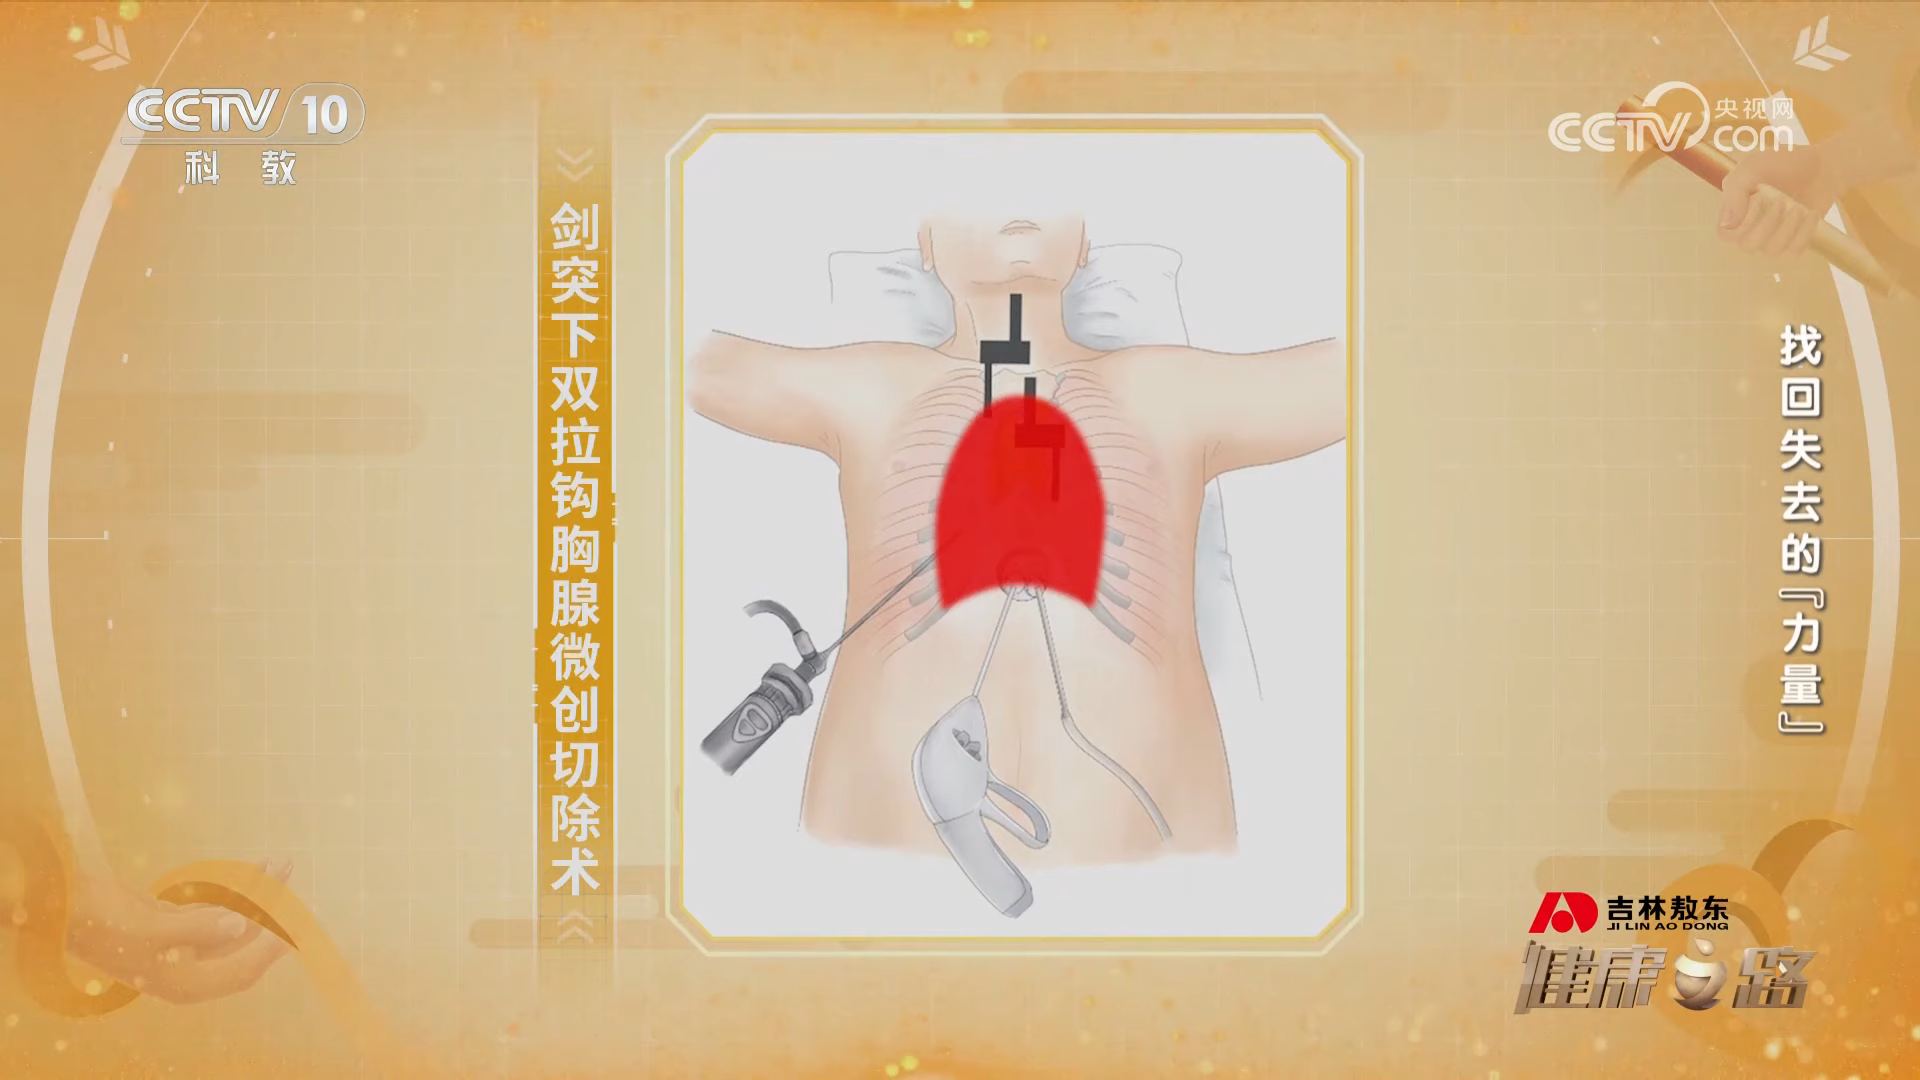 CCTV 10
科 教
央视网
CCTV com
剑突下双拉钩胸腺微创切除术
找回失去的『力量』
吉林敖东
JI LIN AO DONG
健康之路